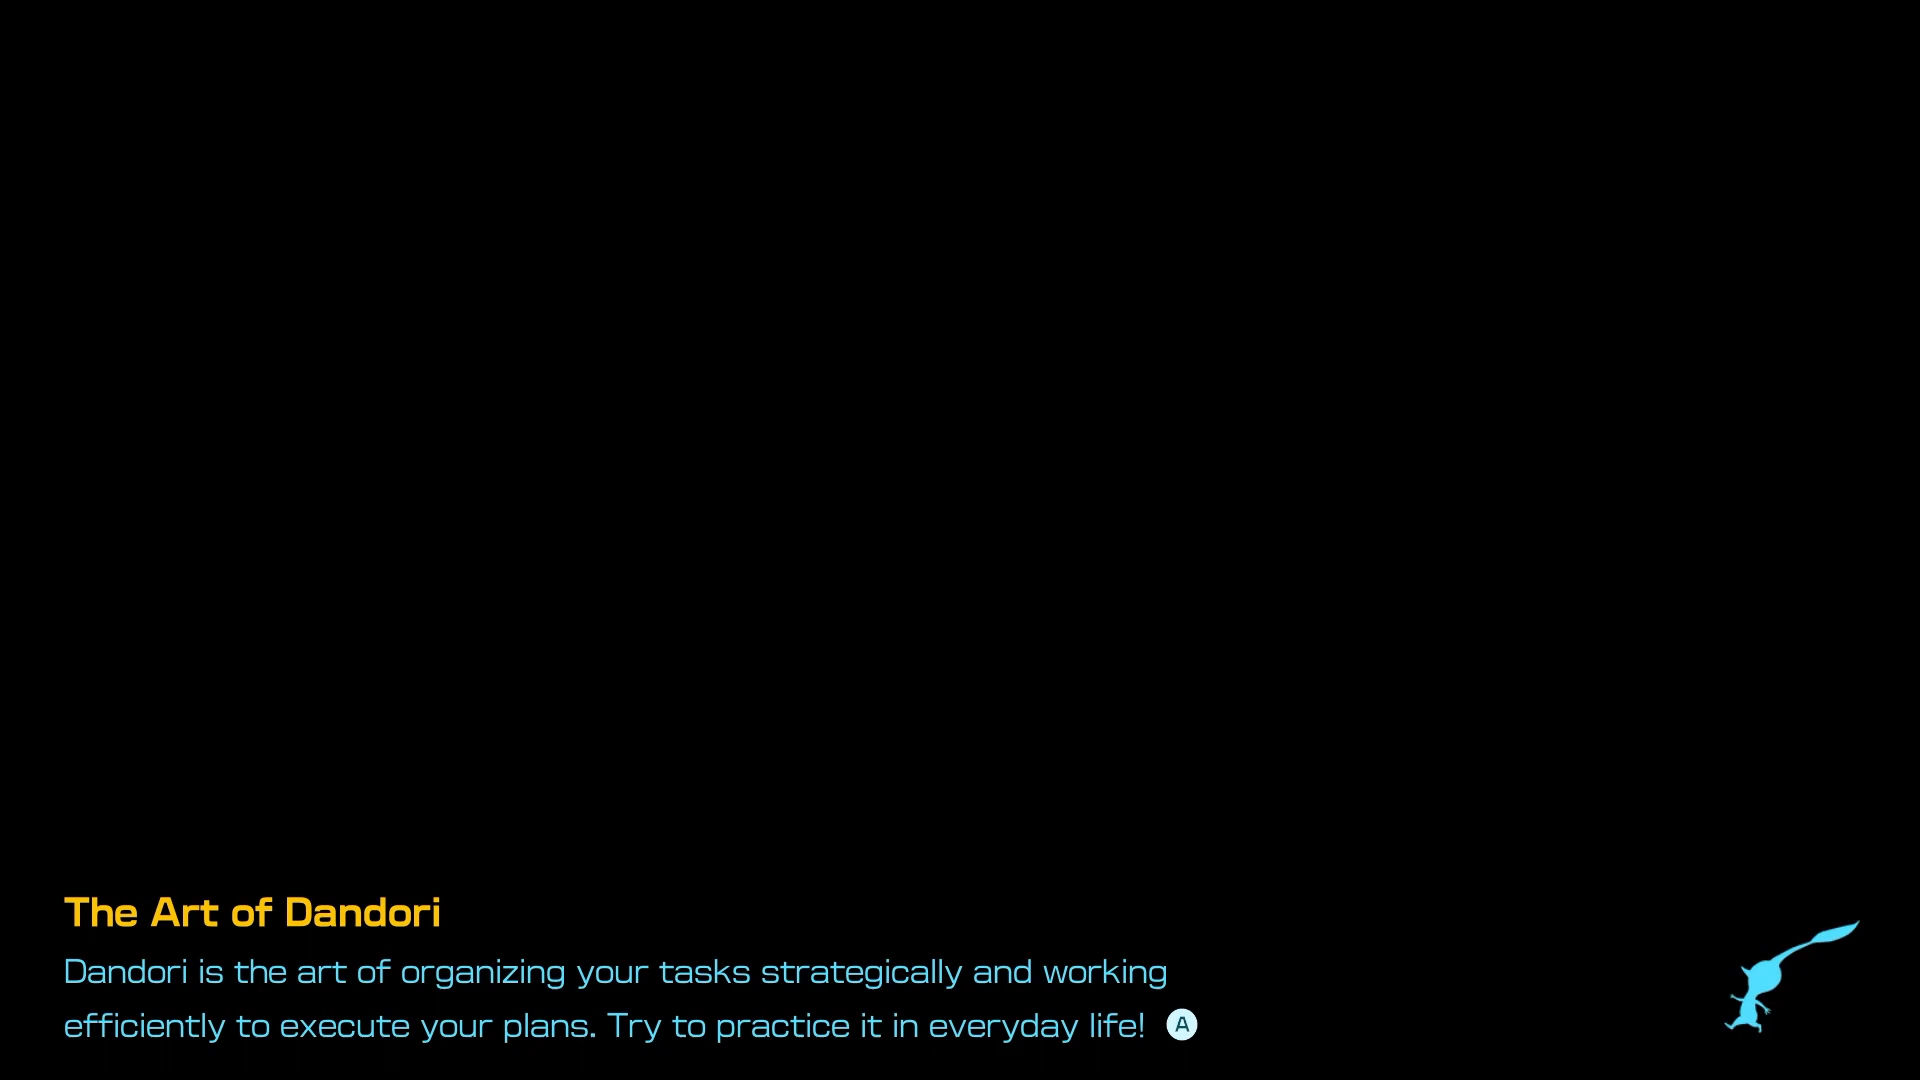 The Art of Dandori
Dandori is the art of organizing your tasks strategically and working
efficiently to execute your plans. Try to practice it in everyday life! A